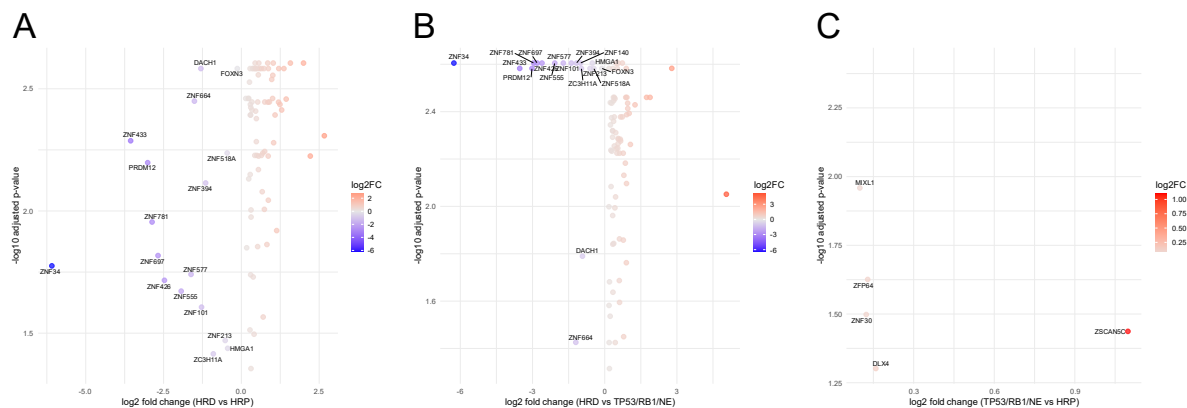 A
B
C
DACH1
FOXN3
ZNF664
ZNF433
ZNF518A
PRDM12
ZNF394
ZNF781
ZNF697
ZNF34
ZNF577
ZNF426
ZNF555
ZNF101
ZNF213
HMGA1
ZC3H11A
2.5
2.0
1.5
-5.0
-2.5
0.0
2.5
-log10 adjusted p-value
log2 fold change (HRD vs HRP)
log2FC
2
0
-2
-4
-6
ZNF781
ZNF697
ZNF577
ZNF394
ZNF140
ZNF34
ZNF433
ZNF426
ZNF101
HMGA1
FOXN3
PRDM12
ZNF555
ZNF213
ZC3H11A
ZNF518A
DACH1
ZNF664
2.4
2.0
1.6
-6
-3
0
3
-log10 adjusted p-value
log2 fold change (HRD vs TP53/RB1/NE)
log2FC
3
0
-3
-6
MIXL1
ZFP64
ZNF30
ZSCAN5C
DLX4
2.00
1.75
1.50
1.25
0.3
0.6
0.9
-log10 adjusted p-value
log2 fold change (TP53/RB1/NE vs HRP)
log2FC
1.00
0.75
0.50
0.25